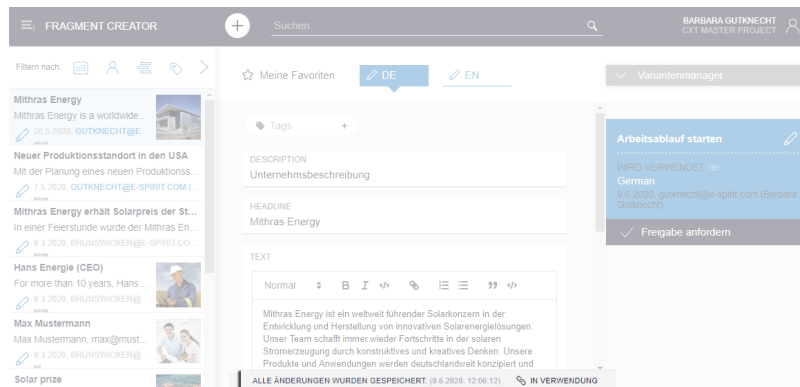 FRAGMENT CREATOR
Suchen
BARBARA GUTKNECHT
CXT MASTER PROJECT
Filtern nach:
Meine Favoriten
DE
EN
Variantenmanager
Mithras Energy
Mithras Energy is a worldwide...
20.5.2020, GUTKNECHT@E...
Neuer Produktionsstandort in den USA
Mit der Planung eines neuen Produktionss...
7.5.2020, GUTKNECHT@E-SPIRIT.COM (...
Mithras Energy erhält Solarpreis der St...
In einer Feierstunde wurde der Mithras En...
9.3.2020, BRUNSWICKER@E-SPIRIT.CO...
Hans Energie (CEO)
For more than 10 years, Hans...
9.3.2020, BRUNSWICKER@...
Max Mustermann
Max Mustermann, max@must...
9.3.2020, BRUNSWICKER@...
Solar prize
Tags
+
DESCRIPTION
Unternehmensbeschreibung
HEADLINE
Mithras Energy
TEXT
Normal
B I
Mithras Energy ist ein weltweit führender Solarkonzern in der
Entwicklung und Herstellung von innovativen Solarenergielösungen.
Unser Team schafft immer wieder Fortschritte in der solaren
Stromerzeugung durch konstruktives und kreatives Denken. Unsere
Produkte und Anwendungen werden deutschlandweit konzipiert und
ALLE ÄNDERUNGEN WURDEN GESPEICHERT. (9.6.2020, 12:06:12) IN VERWENDUNG
Arbeitsablauf starten
WIRD VERWENDET
German
9.6.2020, gutknecht@e-spirit.com (Barbara
Gutknecht)
Freigabe anfordern